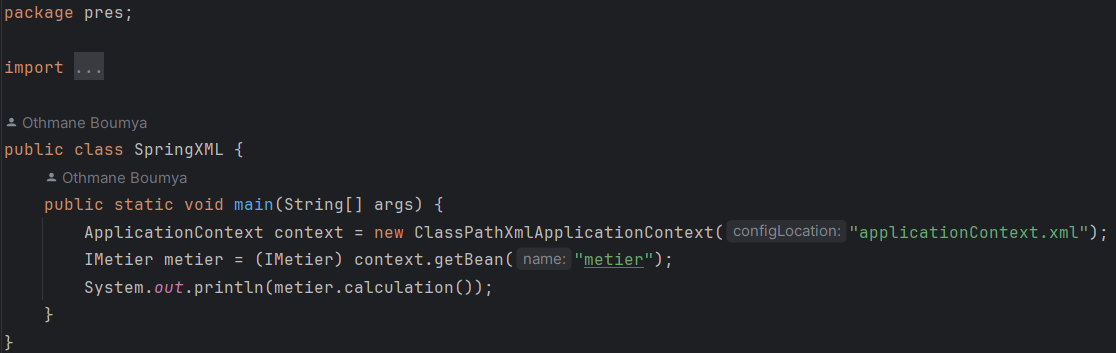 package pres;
import ...
Othmane Boumya
public class SpringXML {
Othmane Boumya
public static void main(String[] args) {
ApplicationContext context = new ClassPathXmlApplicationContext( configLocation: "applicationContext.xml");
IMetier metier = (IMetier) context.getBean( name: "metier");
System.out.println(metier.calculation());
}
}